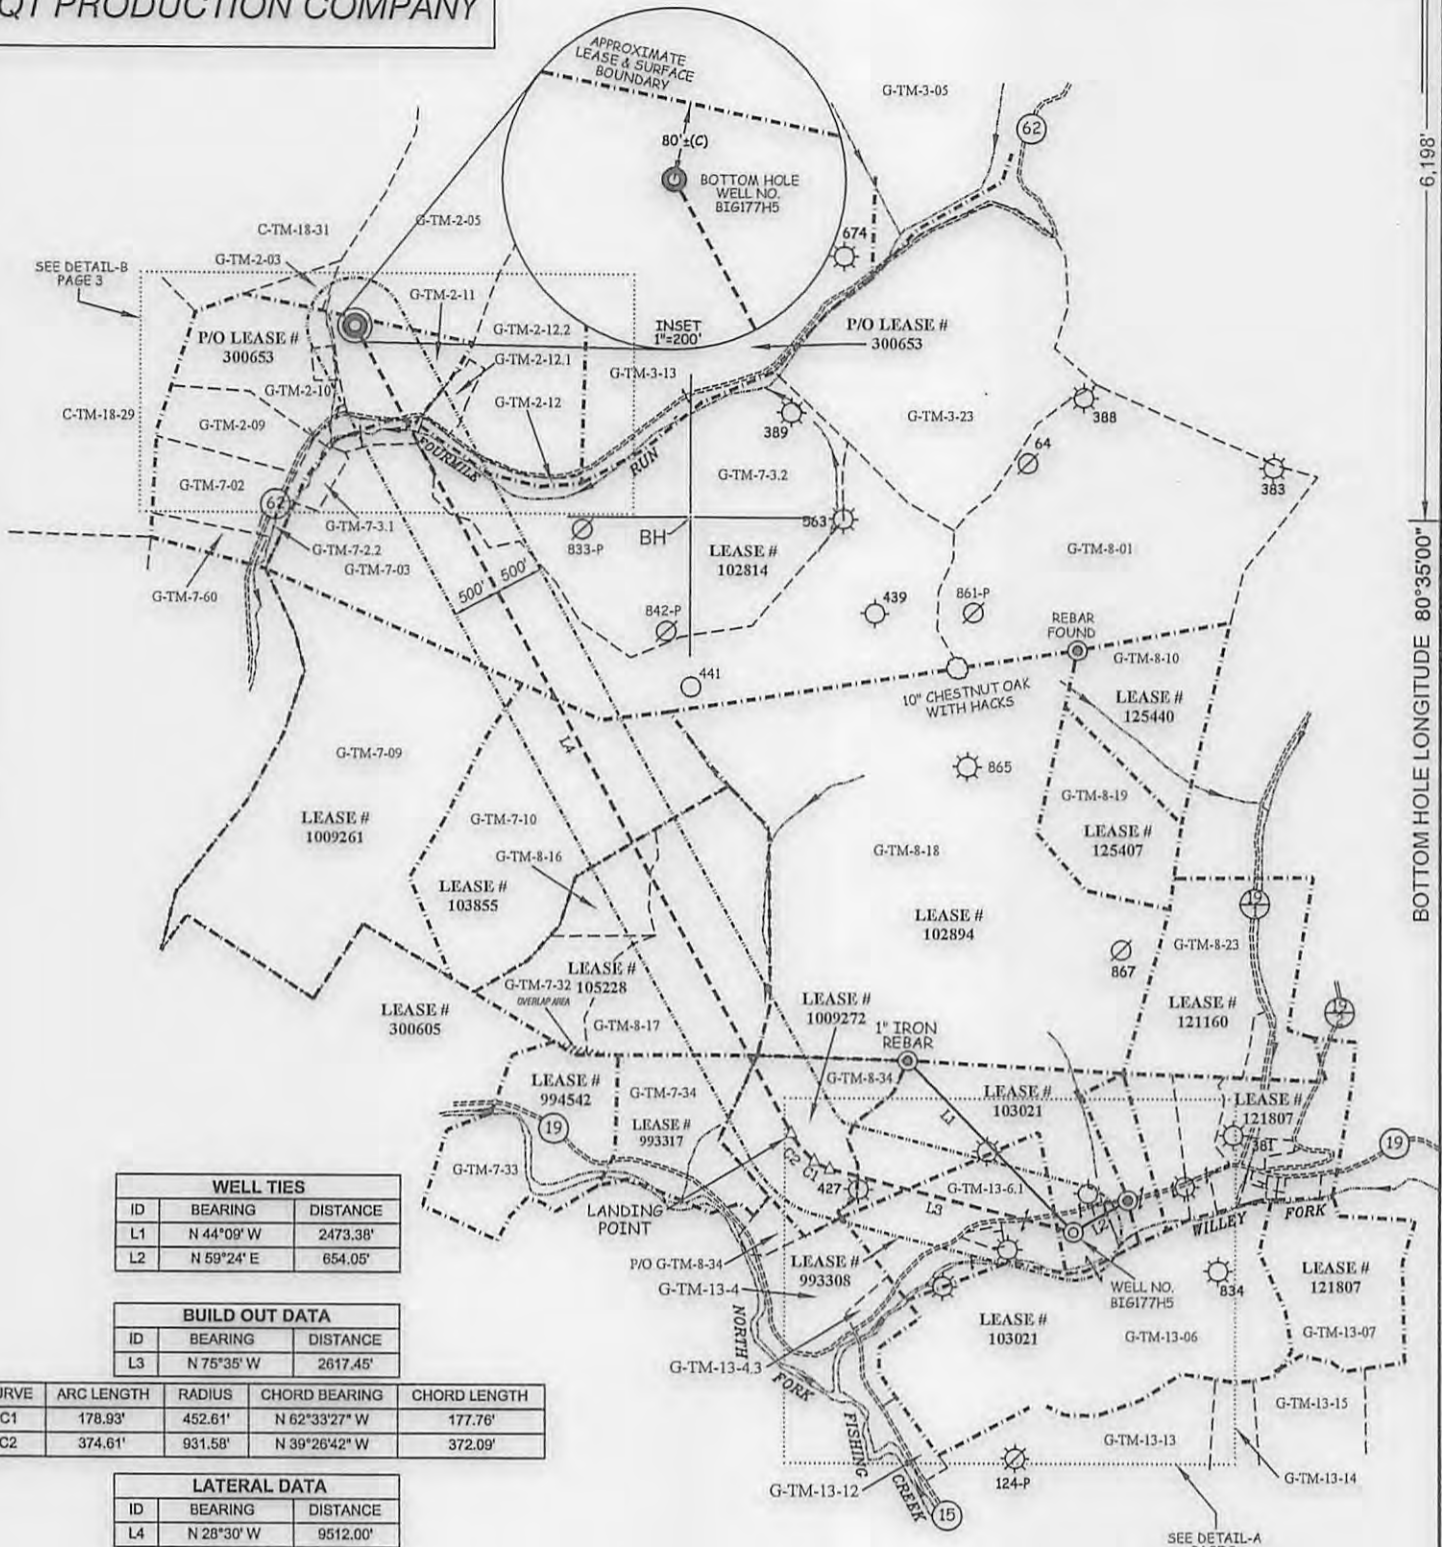 QT PRODUCTION COMPANY
APPROXIMATE
LEASE & SURFACE
BOUNDARY
80'±(C)
BOTTOM HOLE
WELL NO.
BIG177H5
INSET
1"=200'
G-TM-3-05
62
6,198'
BOTTOM HOLE LONGITUDE 80°35'00"
674
C-TM-18-31
G-TM-2-05
G-TM-2-03
SEE DETAIL-B
PAGE 3
G-TM-2-11
P/O LEASE #
300653
G-TM-2-12.2
P/O LEASE #
300653
G-TM-2-12.1
G-TM-2-10
G-TM-3-13
G-TM-2-12
C-TM-18-29
G-TM-2-09
G-TM-3-23
389
388
64
FOURMILE
RUN
G-TM-7-02
G-TM-7-3.2
383
62
G-TM-7-3.1
563
833-P
BH
G-TM-7-2.2
LEASE #
102814
G-TM-8-01
G-TM-7-03
G-TM-7-60
500'
500'
842-P
439
861-P
REBAR
FOUND
G-TM-8-10
441
10" CHESTNUT OAK
WITH HACKS
LEASE #
125440
L4
G-TM-7-09
865
LEASE #
1009261
G-TM-7-10
G-TM-8-19
LEASE #
125407
G-TM-8-16
G-TM-8-18
LEASE #
103855
LEASE #
102894
19
1
G-TM-8-23
867
G-TM-7-32
OVERLAP AREA
LEASE #
105228
LEASE #
300605
G-TM-8-17
LEASE #
1009272
1" IRON
REBAR
LEASE #
121160
19
2
LEASE #
994542
G-TM-7-34
G-TM-8-34
LEASE #
103021
LEASE #
121807
LEASE #
993317
19
L1
381
19
G-TM-7-33
C2
C1
427
G-TM-13-6.1
L3
L2
WILLEY
FORK
LANDING
POINT
P/O G-TM-8-34
LEASE #
993308
G-TM-13-4
WELL NO.
BIG177H5
834
LEASE #
121807
LEASE #
103021
G-TM-13-06
G-TM-13-07
G-TM-13-4.3
NORTH
FORK
FISHING
CREEK
G-TM-13-15
G-TM-13-13
G-TM-13-14
G-TM-13-12
124-P
15
SEE DETAIL-A
WELL TIES
ID BEARING DISTANCE
L1 N 44°09' W 2473.38'
L2 N 59°24' E 654.05'
BUILD OUT DATA
ID BEARING DISTANCE
L3 N 75°35' W 2617.45'
URVE ARC LENGTH RADIUS CHORD BEARING CHORD LENGTH
C1 178.93' 452.61' N 62°33'27" W 177.76'
C2 374.61' 931.58' N 39°26'42" W 372.09'
LATERAL DATA
ID BEARING DISTANCE
L4 N 28°30' W 9512.00'